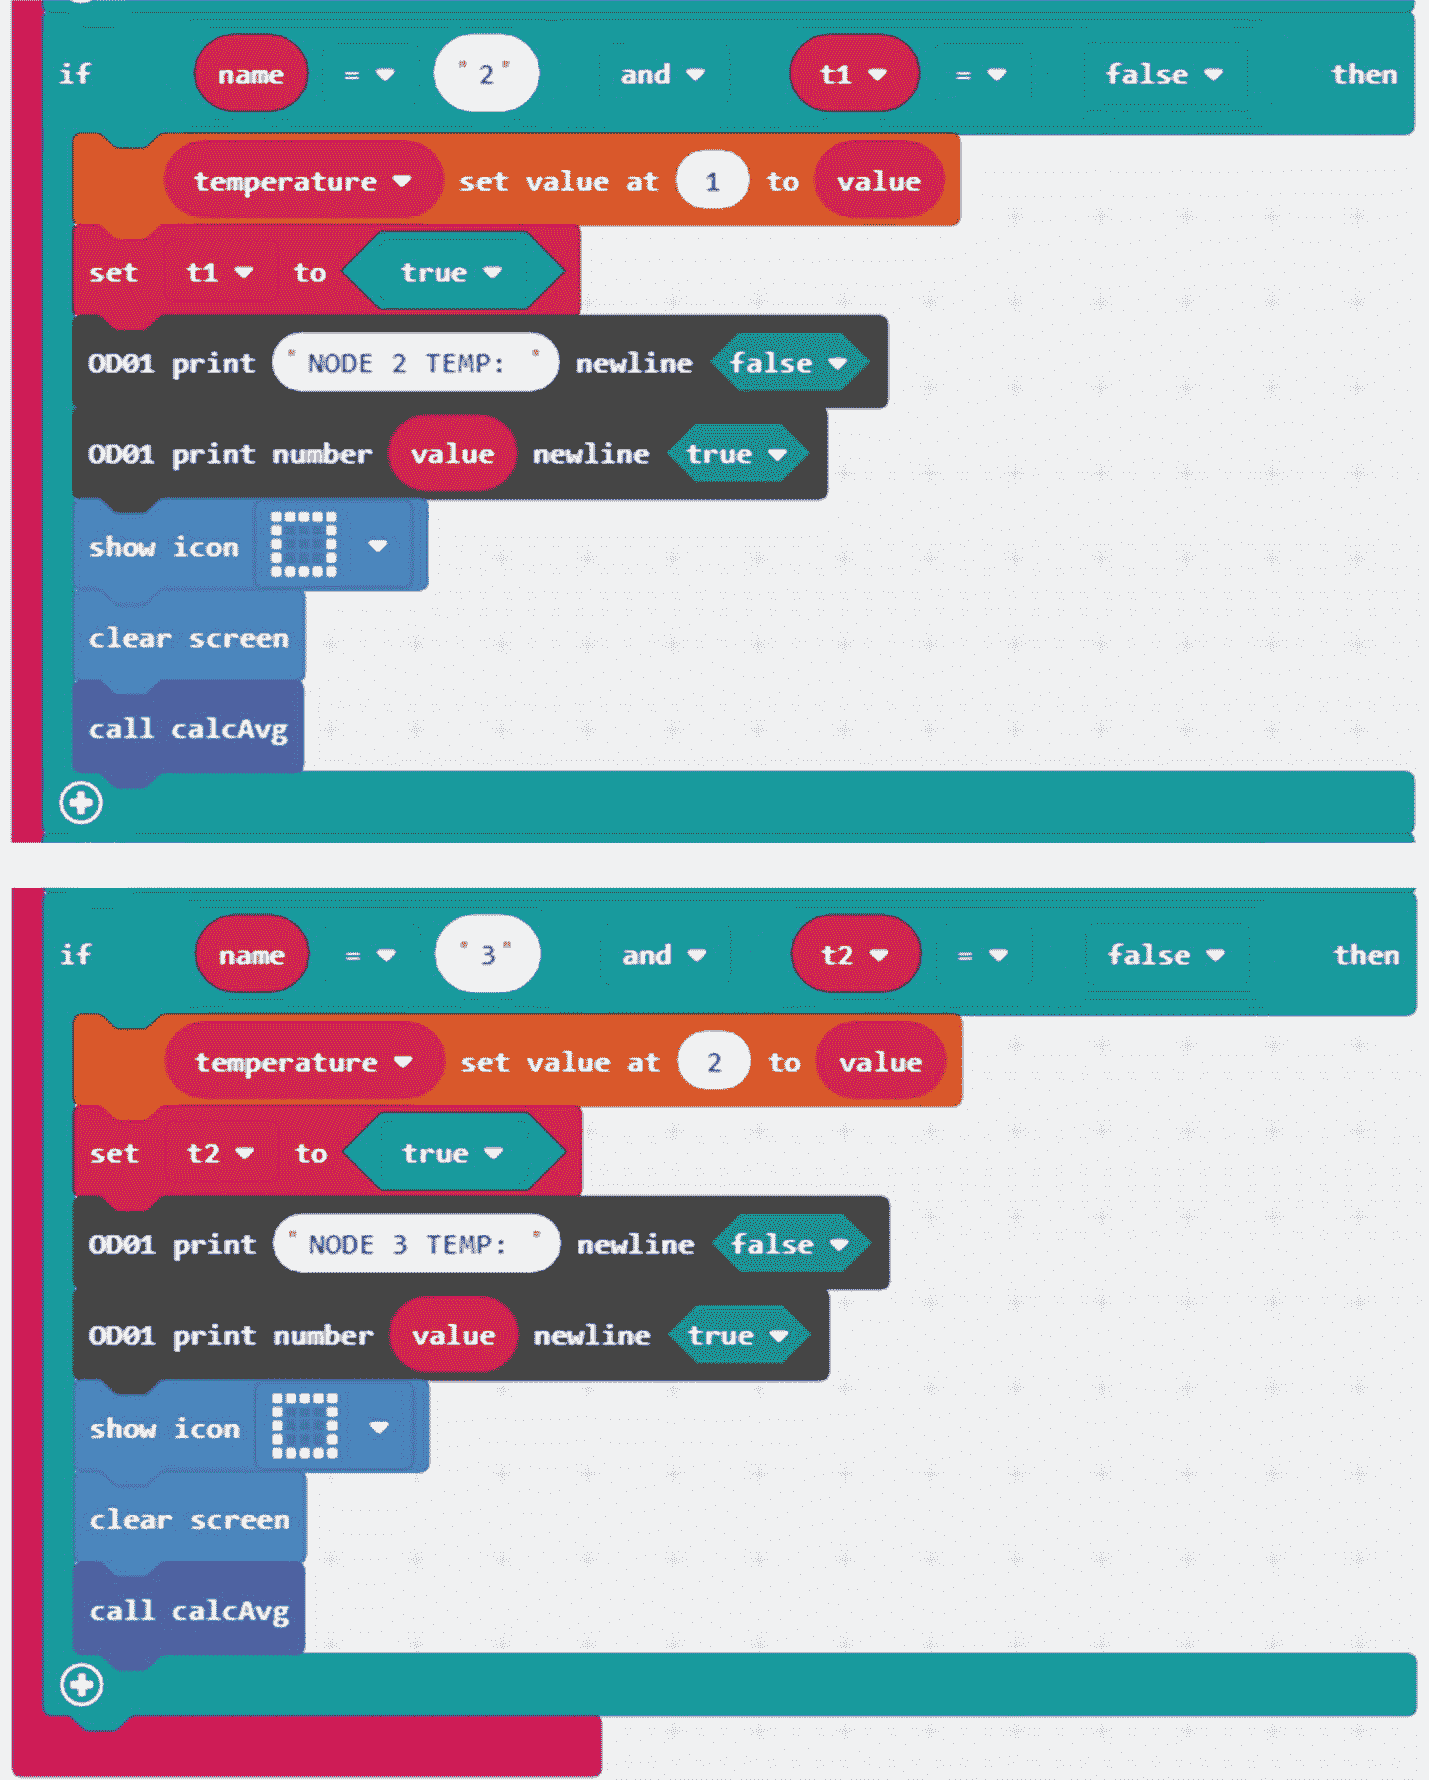 if name = "2" and t1 = false then
temperature set value at 1 to value
set t1 to true
OD01 print "NODE 2 TEMP: " newline false
OD01 print number value newline true
show icon
clear screen
call calcAvg
if name = "3" and t2 = false then
temperature set value at 2 to value
set t2 to true
OD01 print "NODE 3 TEMP: " newline false
OD01 print number value newline true
show icon
clear screen
call calcAvg